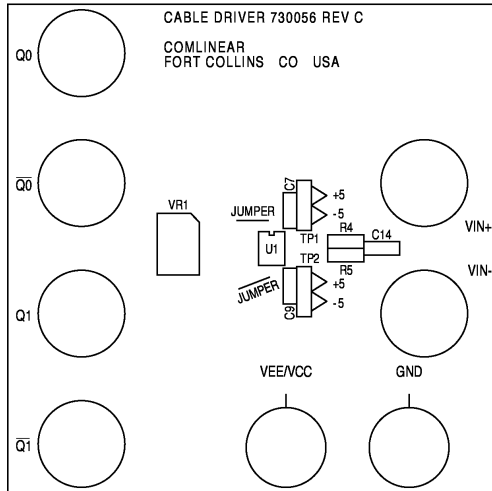 CABLE DRIVER 730056 REV C
COMLINEAR
FORT COLLINS CO USA
Q0
Q0
VR1
JUMPER
C7
+5
-5
TP1
U1
R4
C14
VIN+
TP2
R5
VIN-
JUMPER
C9
+5
-5
Q1
VEE/VCC
GND
Q1